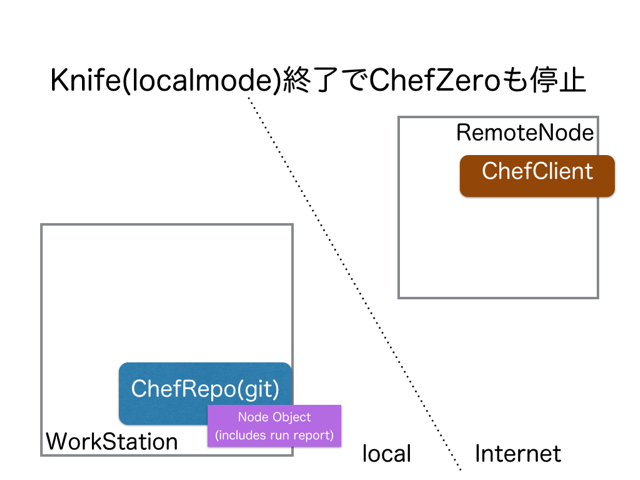 Knife(localmode)終了でChefZeroも停止
RemoteNode
ChefClient
ChefRepo(git)
Node Object
(includes run report)
WorkStation
local
Internet